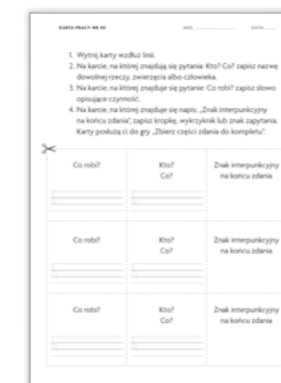 KARTA PRACY NR 40
1. Wytnij karty wzdłuż linii.
2. Na karcie, na której znajdują się pytania: Kto? Co? zapisz nazwę
dowolnej rzeczy, zwierzęcia albo człowieka.
3. Na karcie, na której znajduje się pytanie: Co robi? zapisz słowo
opisujące czynność.
4. Na karcie, na której znajduje się napis: „Znak interpunkcyjny
na końcu zdania”, zapisz kropkę, wykrzyknik lub znak zapytania.
Karty posłużą ci do gry „Zbierz części zdania do kompletu”.
Co robi? Kto? Znak interpunkcyjny
Co? na końcu zdania
Co robi? Kto? Znak interpunkcyjny
Co? na końcu zdania
Co robi? Kto? Znak interpunkcyjny
Co? na końcu zdania